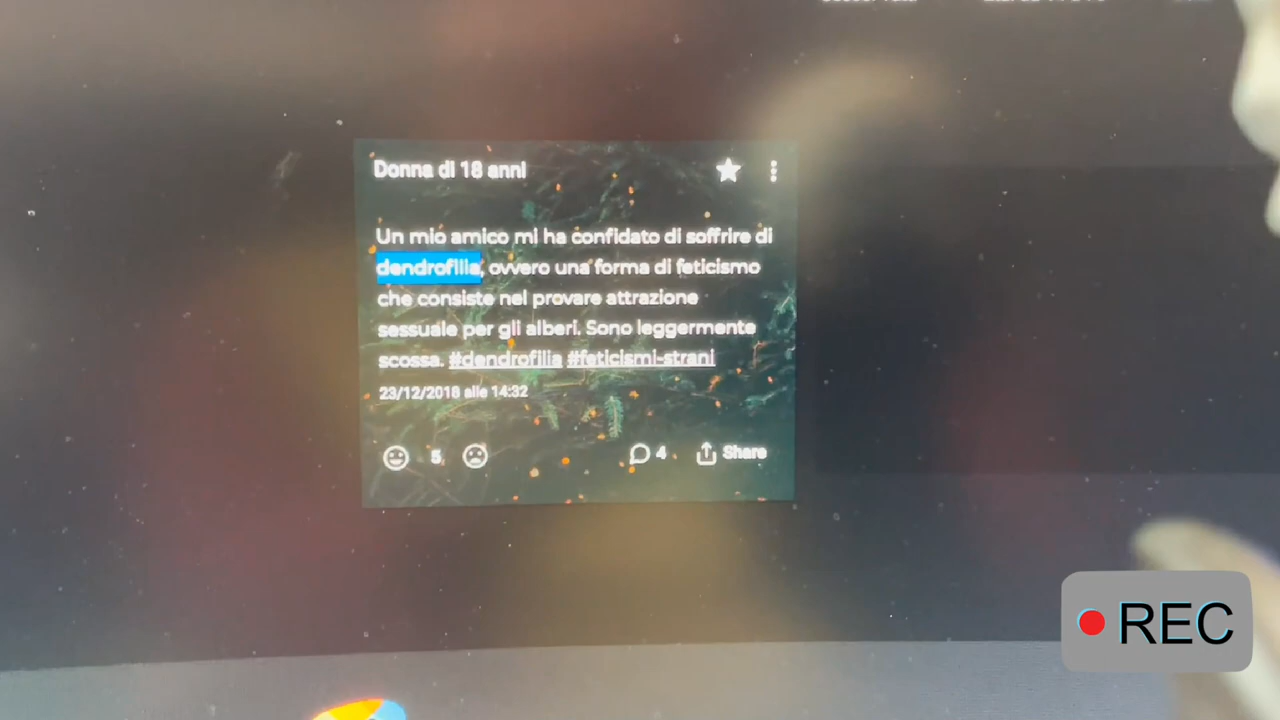 Donna di 18 anni
Un mio amico mi ha confidato di soffrire di
dendrofilia, ovvero una forma di feticismo
che consiste nel provare attrazione
sessuale per gli alberi. Sono leggermente
scossa. #dendrofilia #feticismi-strani
23/12/2018 alle 14:32
5
4
Share
REC